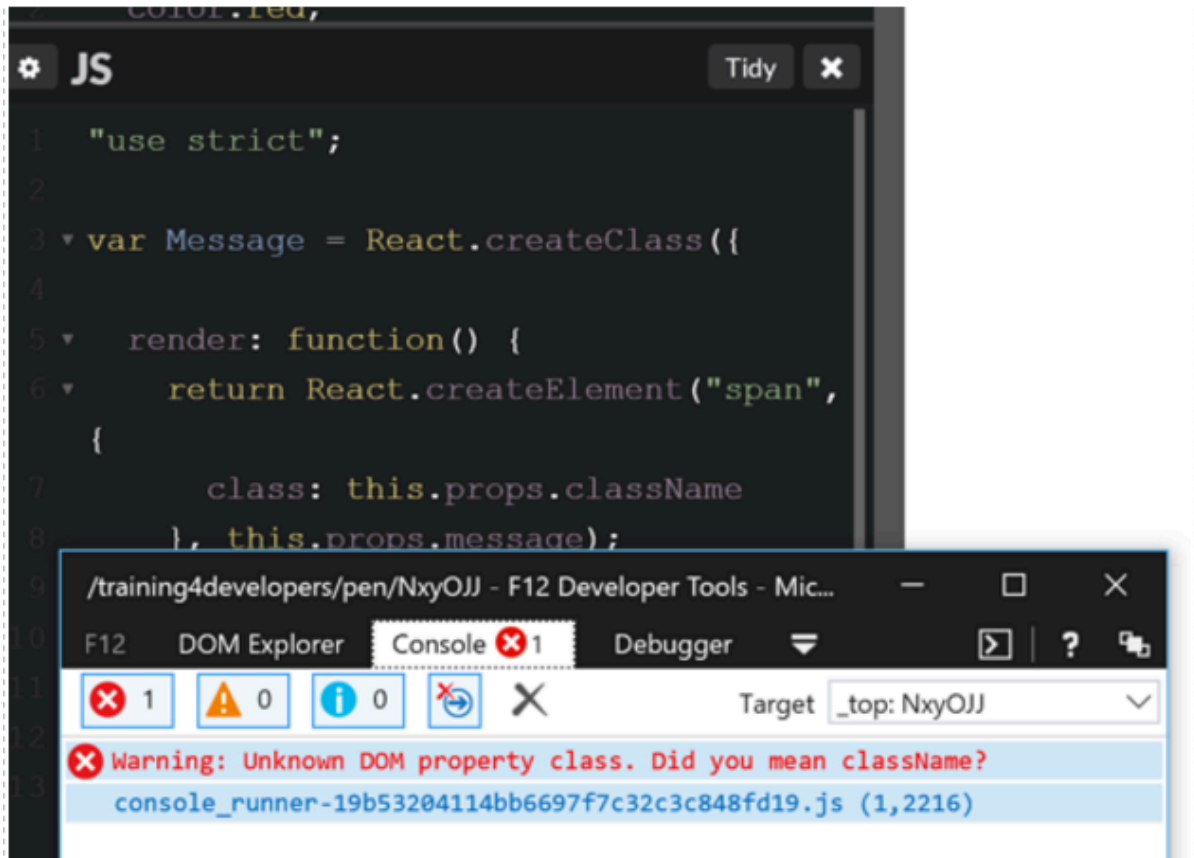 color.red,
JS Tidy
1 "use strict";
2
3 var Message = React.createClass({
4
5 render: function() {
6 return React.createElement("span",
{
7 class: this.props.className
8 }, this.props.message);
9
/training4developers/pen/NxyOJJ - F12 Developer Tools - Mic...
10
F12 DOM Explorer Console 1 Debugger ?
11
1 0 0 Target _top: NxyOJJ
12
Warning: Unknown DOM property class. Did you mean className?
13
console_runner-19b53204114bb6697f7c32c3c848fd19.js (1,2216)